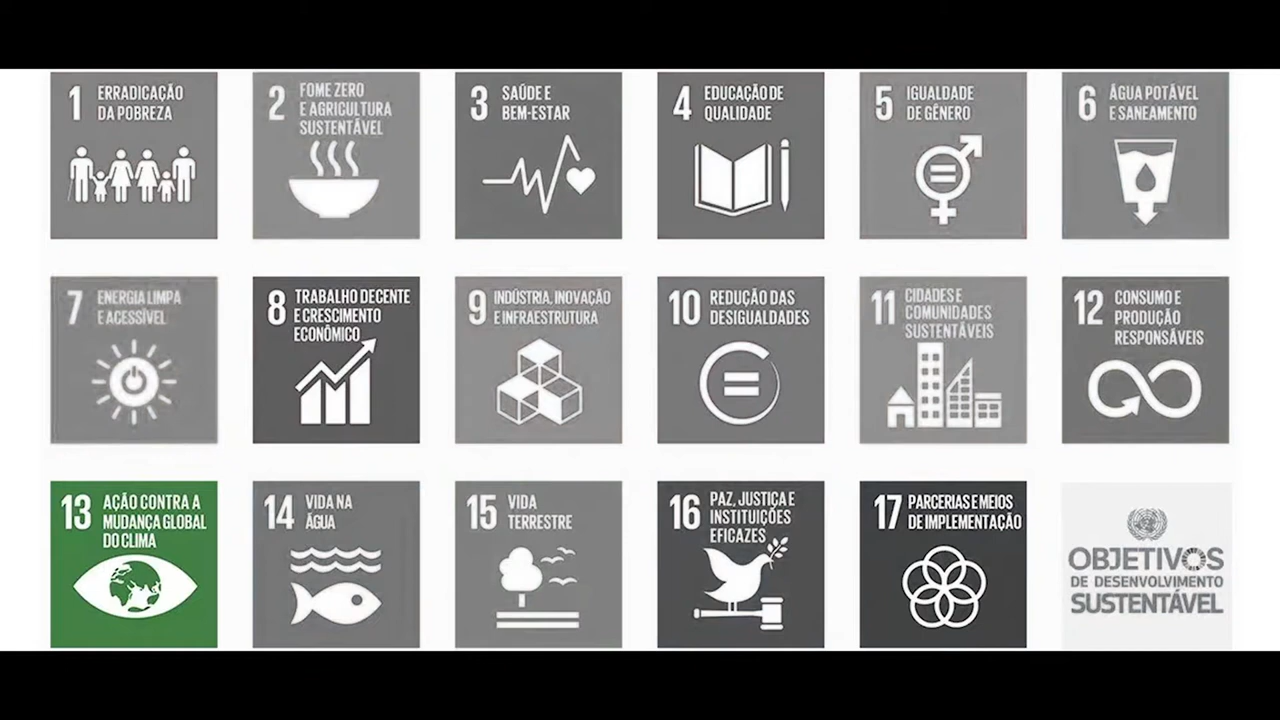 1 ERRADICAÇÃO
DA POBREZA
2 FOME ZERO
E AGRICULTURA
SUSTENTÁVEL
3 SAÚDE E
BEM-ESTAR
4 EDUCAÇÃO DE
QUALIDADE
5 IGUALDADE
DE GÊNERO
6 ÁGUA POTÁVEL
E SANEAMENTO
7 ENERGIA LIMPA
E ACESSÍVEL
8 TRABALHO DECENTE
E CRESCIMENTO
ECONÔMICO
9 INDÚSTRIA, INOVAÇÃO
E INFRAESTRUTURA
10 REDUÇÃO DAS
DESIGUALDADES
11 CIDADES E
COMUNIDADES
SUSTENTÁVEIS
12 CONSUMO E
PRODUÇÃO
RESPONSÁVEIS
13 AÇÃO CONTRA A
MUDANÇA GLOBAL
DO CLIMA
14 VIDA NA
ÁGUA
15 VIDA
TERRESTRE
16 PAZ, JUSTIÇA E
INSTITUIÇÕES
EFICAZES
17 PARCERIAS E MEIOS
DE IMPLEMENTAÇÃO
OBJETIVOS
DE DESENVOLVIMENTO
SUSTENTÁVEL